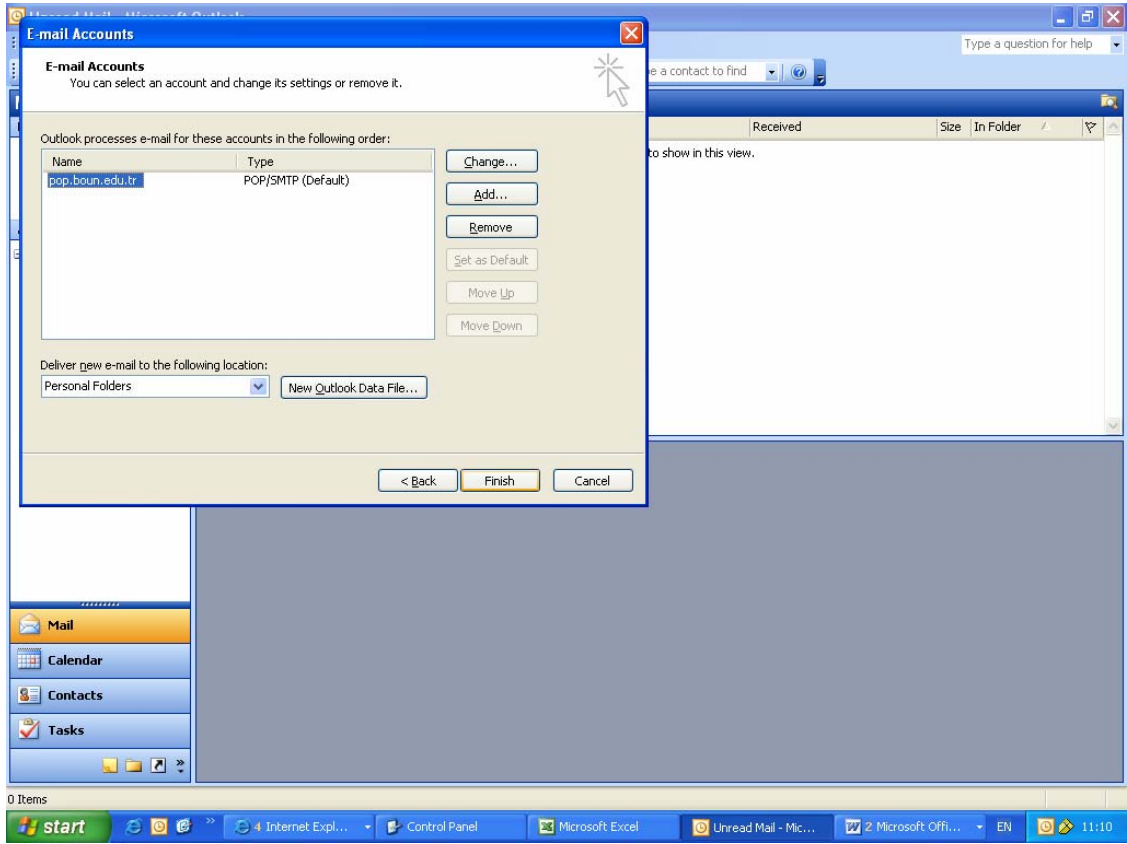 Unread Mail - Microsoft Outlook
E-mail Accounts
Type a question for help
E-mail Accounts
You can select an account and change its settings or remove it.
e a contact to find
Outlook processes e-mail for these accounts in the following order:
Received
Size
In Folder
Name
Type
Change...
to show in this view.
pop.boun.edu.tr
POP/SMTP (Default)
Add...
Remove
Set as Default
Move Up
Move Down
Deliver new e-mail to the following location:
Personal Folders
New Outlook Data File...
< Back
Finish
Cancel
Mail
Calendar
Contacts
Tasks
0 Items
start
4 Internet Expl...
Control Panel
Microsoft Excel
Unread Mail - Mic...
2 Microsoft Offi...
EN
11:10